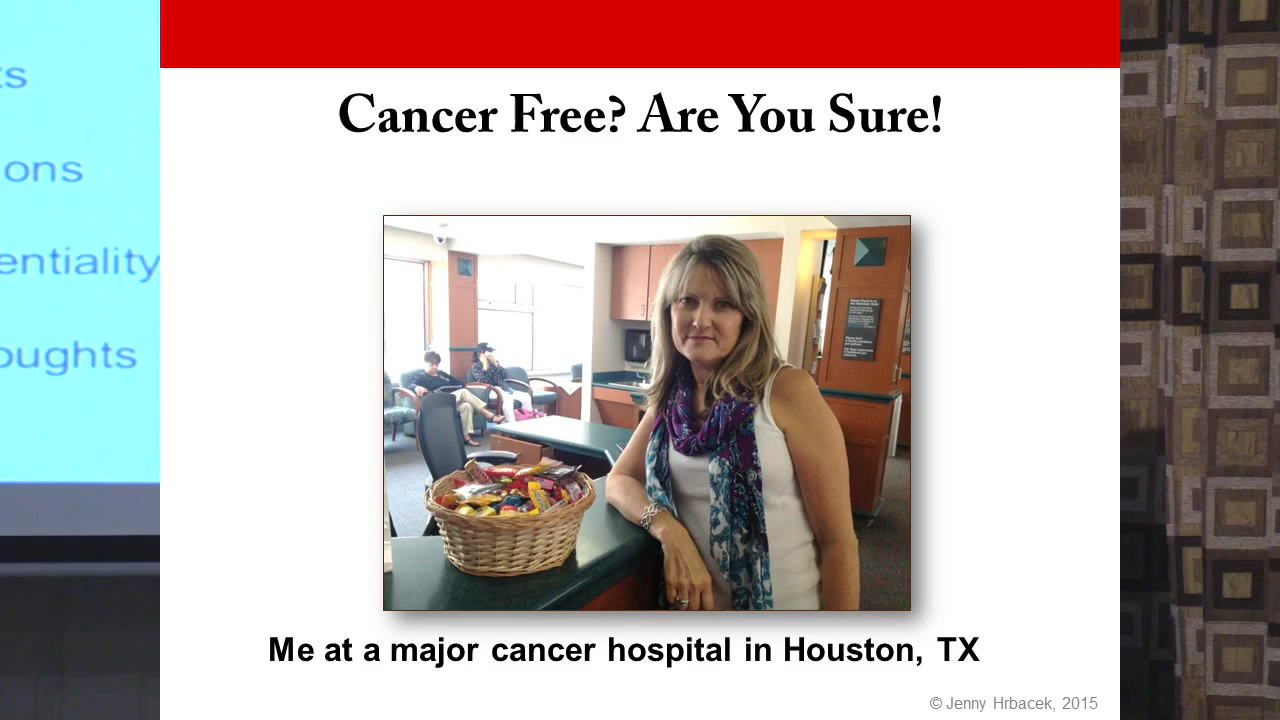 Cancer Free? Are You Sure!
Me at a major cancer hospital in Houston, TX
© Jenny Hrbacek, 2015
ts
ions
entiality
oughts